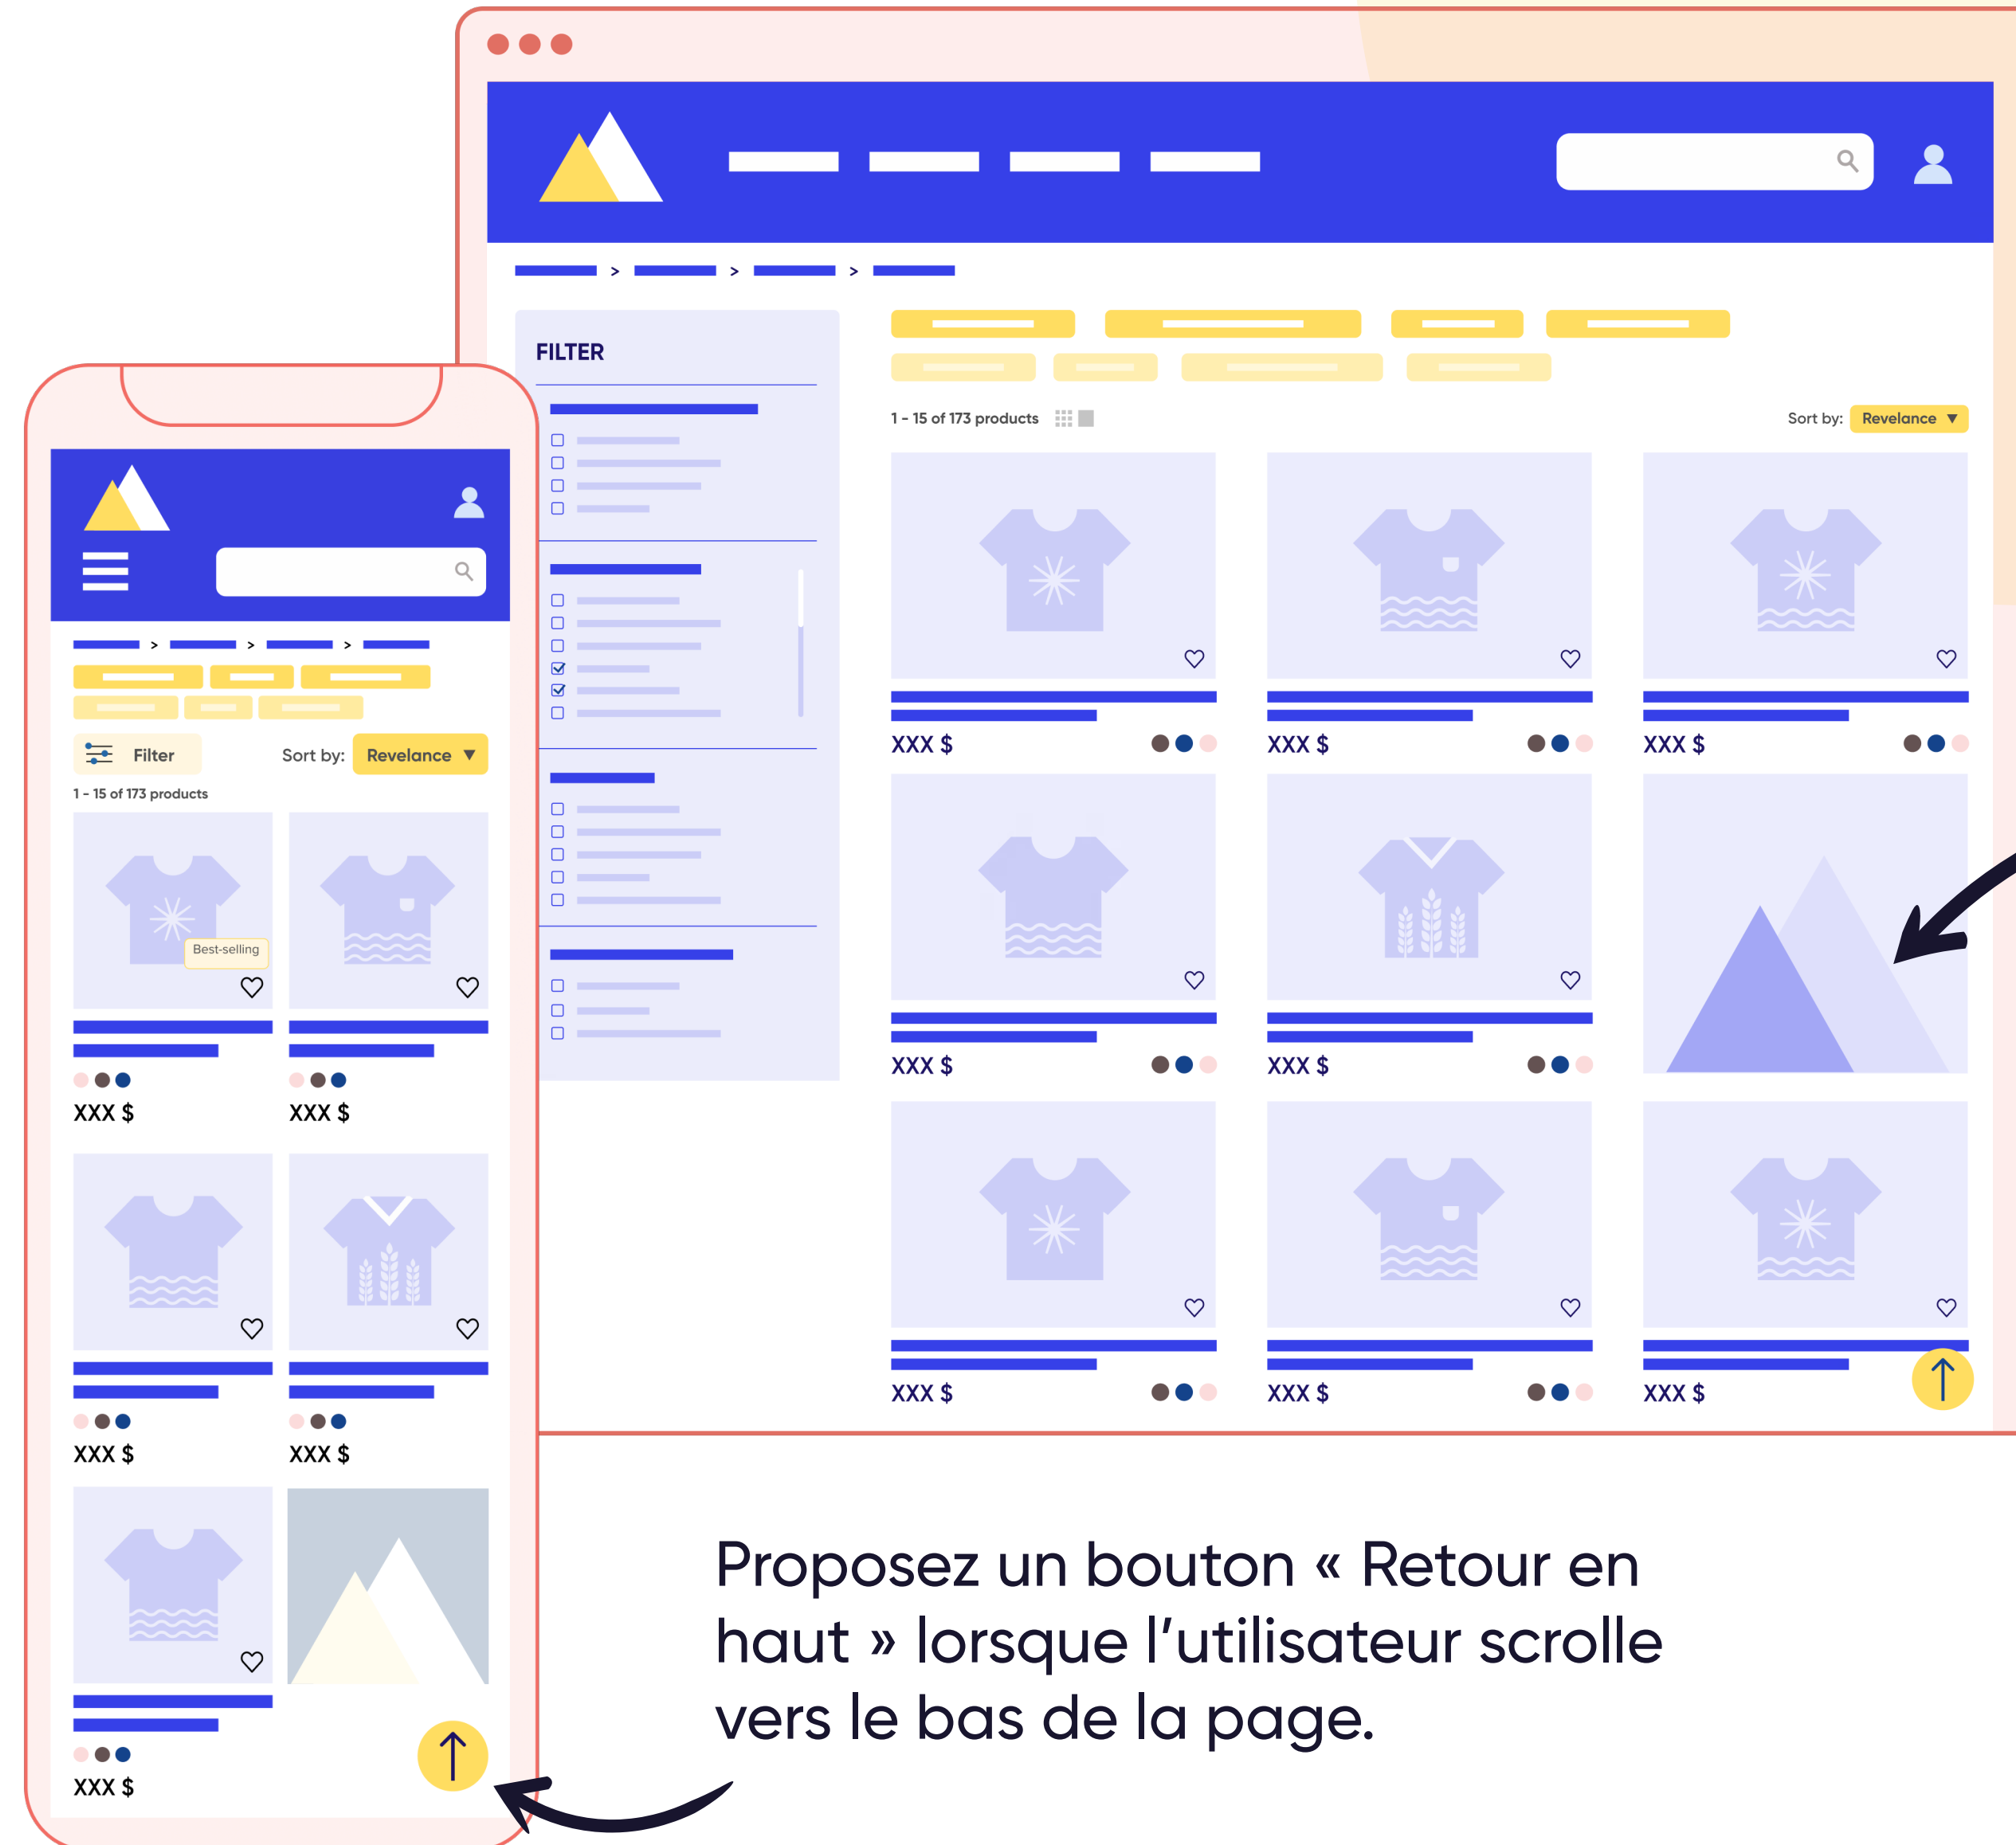 FILTER
1 - 15 of 173 products
Sort by: Revelance
XXX $
XXX $
XXX $
XXX $
XXX $
XXX $
XXX $
XXX $
Filter
Sort by: Revelance
1 - 15 of 173 products
Best-selling
XXX $
XXX $
XXX $
XXX $
XXX $
Proposez un bouton « Retour en
haut » lorsque l’utilisateur scrolle
vers le bas de la page.